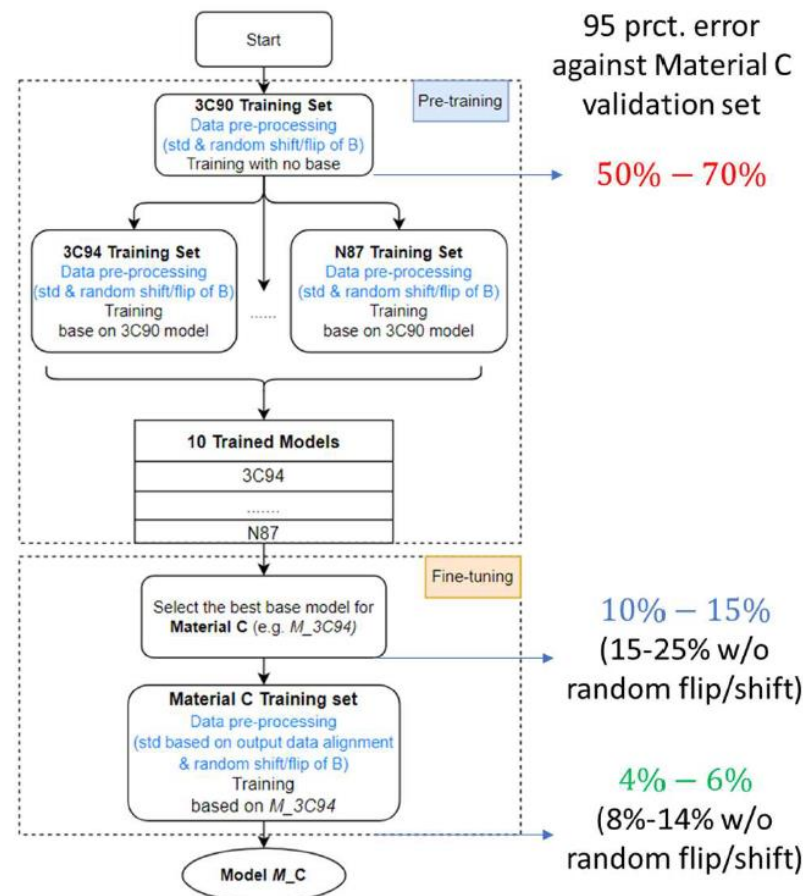 Start
95 prct. error
against Material C
validation set
Pre-training
3C90 Training Set
Data pre-processing
(std & random shift/flip of B)
Training with no base
50% – 70%
3C94 Training Set
Data pre-processing
(std & random shift/flip of B)
Training
base on 3C90 model
......
N87 Training Set
Data pre-processing
(std & random shift/flip of B)
Training
base on 3C90 model
10 Trained Models
3C94
.......
N87
Fine-tuning
Select the best base model for
Material C (e.g. M_3C94)
10% – 15%
(15-25% w/o
random flip/shift)
Material C Training set
Data pre-processing
(std based on output data alignment
& random shift/flip of B)
Training
based on M_3C94
4% – 6%
(8%-14% w/o
random flip/shift)
Model M_C